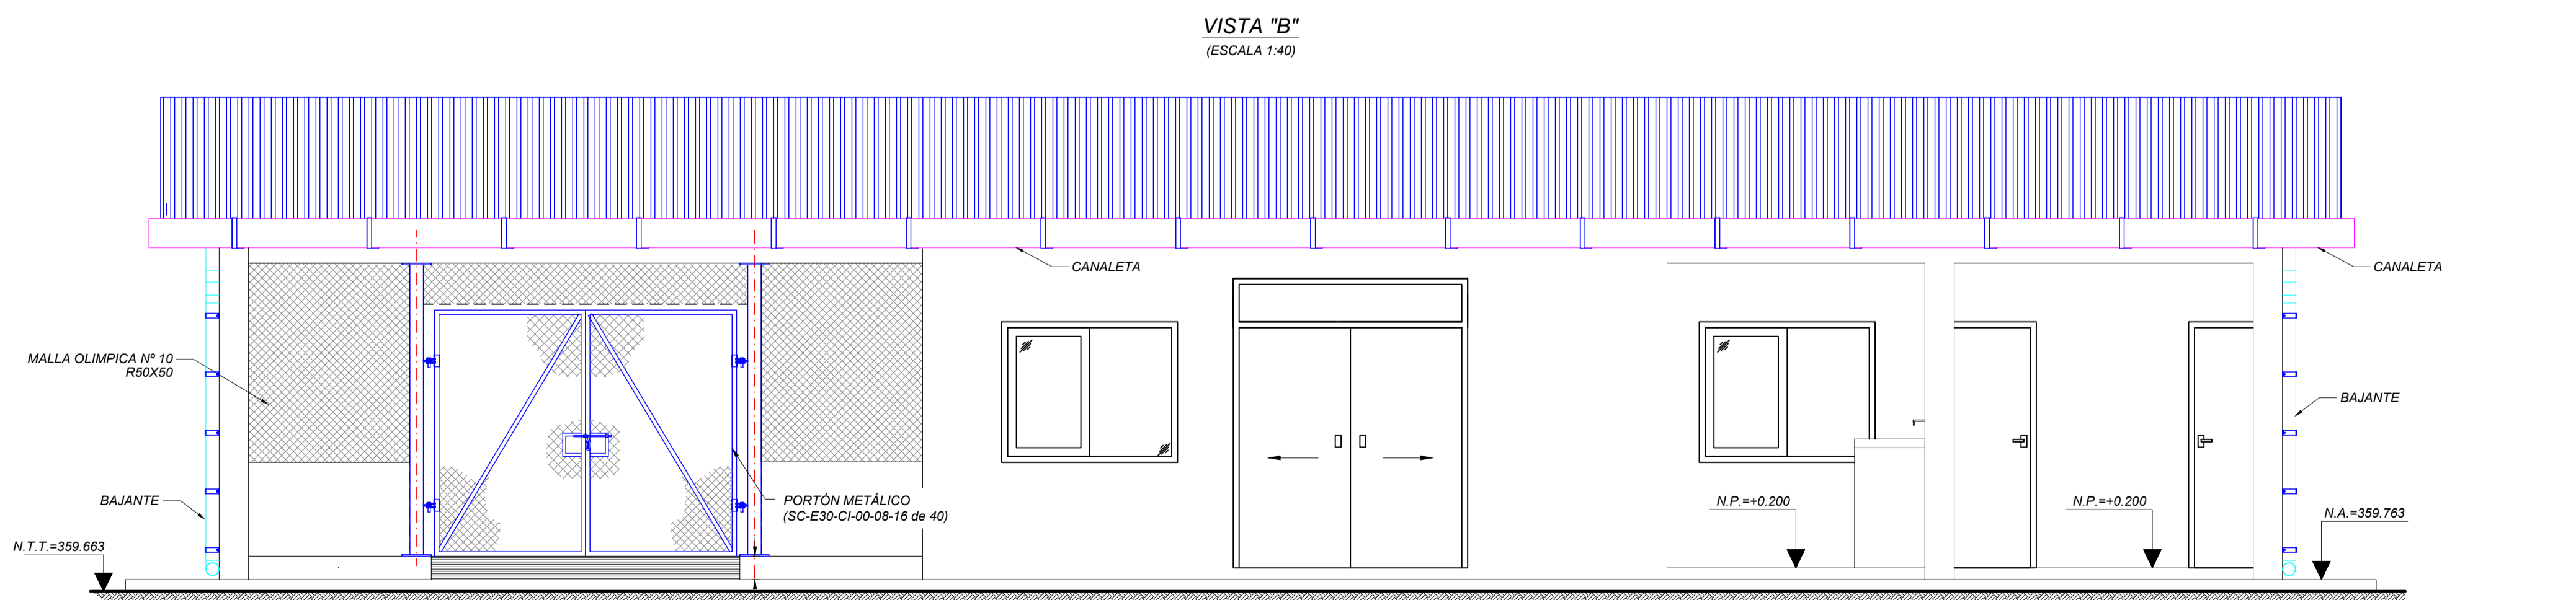 VISTA "B"
(ESCALA 1:40)
CANALETA
CANALETA
MALLA OLIMPICA Nº 10
R50X50
BAJANTE
BAJANTE
PORTÓN METÁLICO
(SC-E30-CI-00-08-16 de 40)
N.P.=+0.200
N.P.=+0.200
N.A.=359.763
N.T.T.=359.663